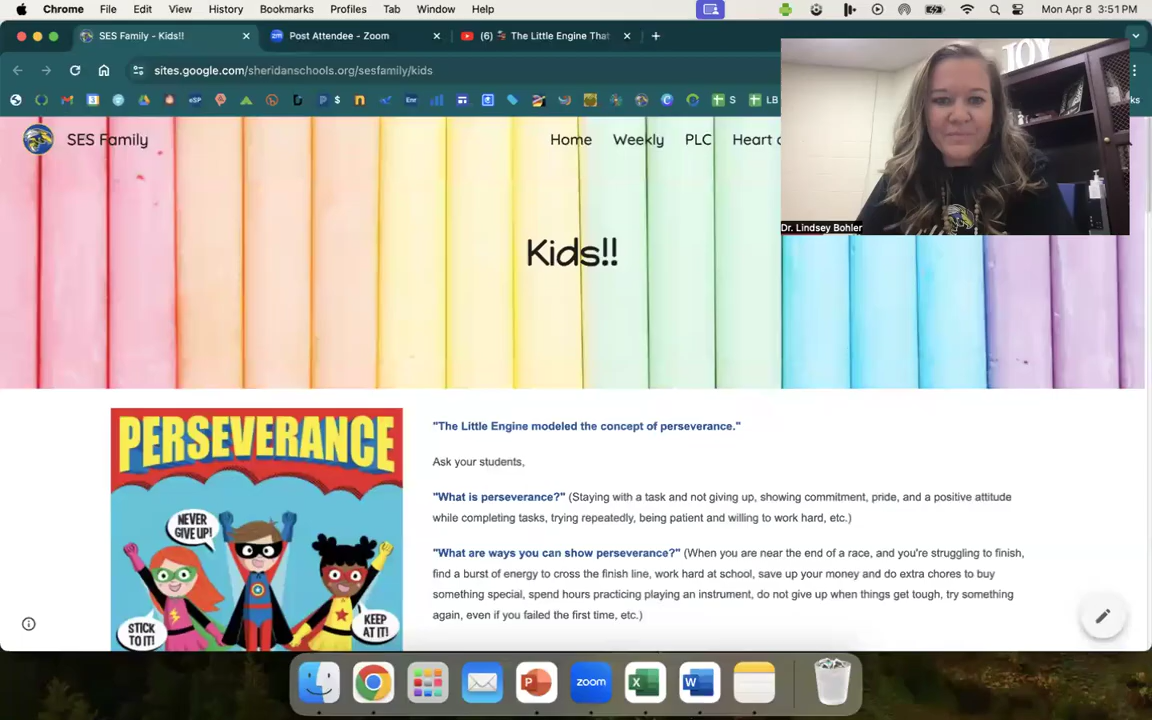 Chrome File Edit View History Bookmarks Profiles Tab Window Help Mon Apr 8 3:51 PM
SES Family - Kids!! Post Attendee - Zoom (6) The Little Engine That
sites.google.com/sheridanschools.org/sesfamily/kids
eSP P $ n Enr S LB ks
SES Family Home Weekly PLC Heart
JOY
Dr. Lindsey Bohler
Kids!!
PERSEVERANCE
NEVER
GIVE UP!
STICK
TO IT!
KEEP
AT IT!
"The Little Engine modeled the concept of perseverance."
Ask your students,
"What is perseverance?" (Staying with a task and not giving up, showing commitment, pride, and a positive attitude
while completing tasks, trying repeatedly, being patient and willing to work hard, etc.)
"What are ways you can show perseverance?" (When you are near the end of a race, and you're struggling to finish,
find a burst of energy to cross the finish line, work hard at school, save up your money and do extra chores to buy
something special, spend hours practicing playing an instrument, do not give up when things get tough, try something
again, even if you failed the first time, etc.)
zoom